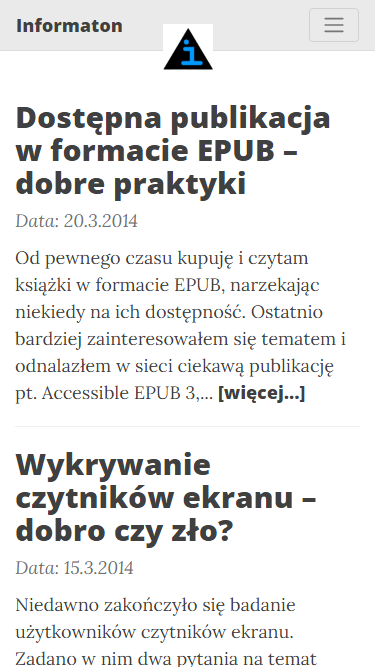 Informaton
i
Dostępna publikacja
w formacie EPUB –
dobre praktyki
Data: 20.3.2014
Od pewnego czasu kupuję i czytam
książki w formacie EPUB, narzekając
niekiedy na ich dostępność. Ostatnio
bardziej zainteresowałem się tematem i
odnalazłem w sieci ciekawą publikację
pt. Accessible EPUB 3,... [więcej...]
Wykrywanie
czytników ekranu –
dobro czy zło?
Data: 15.3.2014
Niedawno zakończyło się badanie
użytkowników czytników ekranu.
Zadano w nim dwa pytania na temat